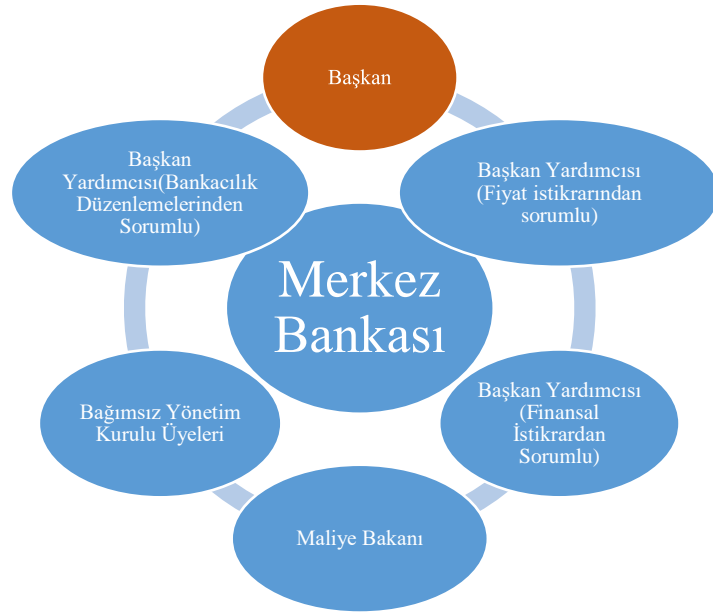 Başkan
Başkan
Yardımcısı(Bankacılık
Düzenlemelerinden
Sorumlu)
Başkan Yardımcısı
(Fiyat istikrarından
sorumlu)
Merkez
Bankası
Bağımsız Yönetim
Kurulu Üyeleri
Başkan Yardımcısı
(Finansal
İstikrardan
Sorumlu)
Maliye Bakanı